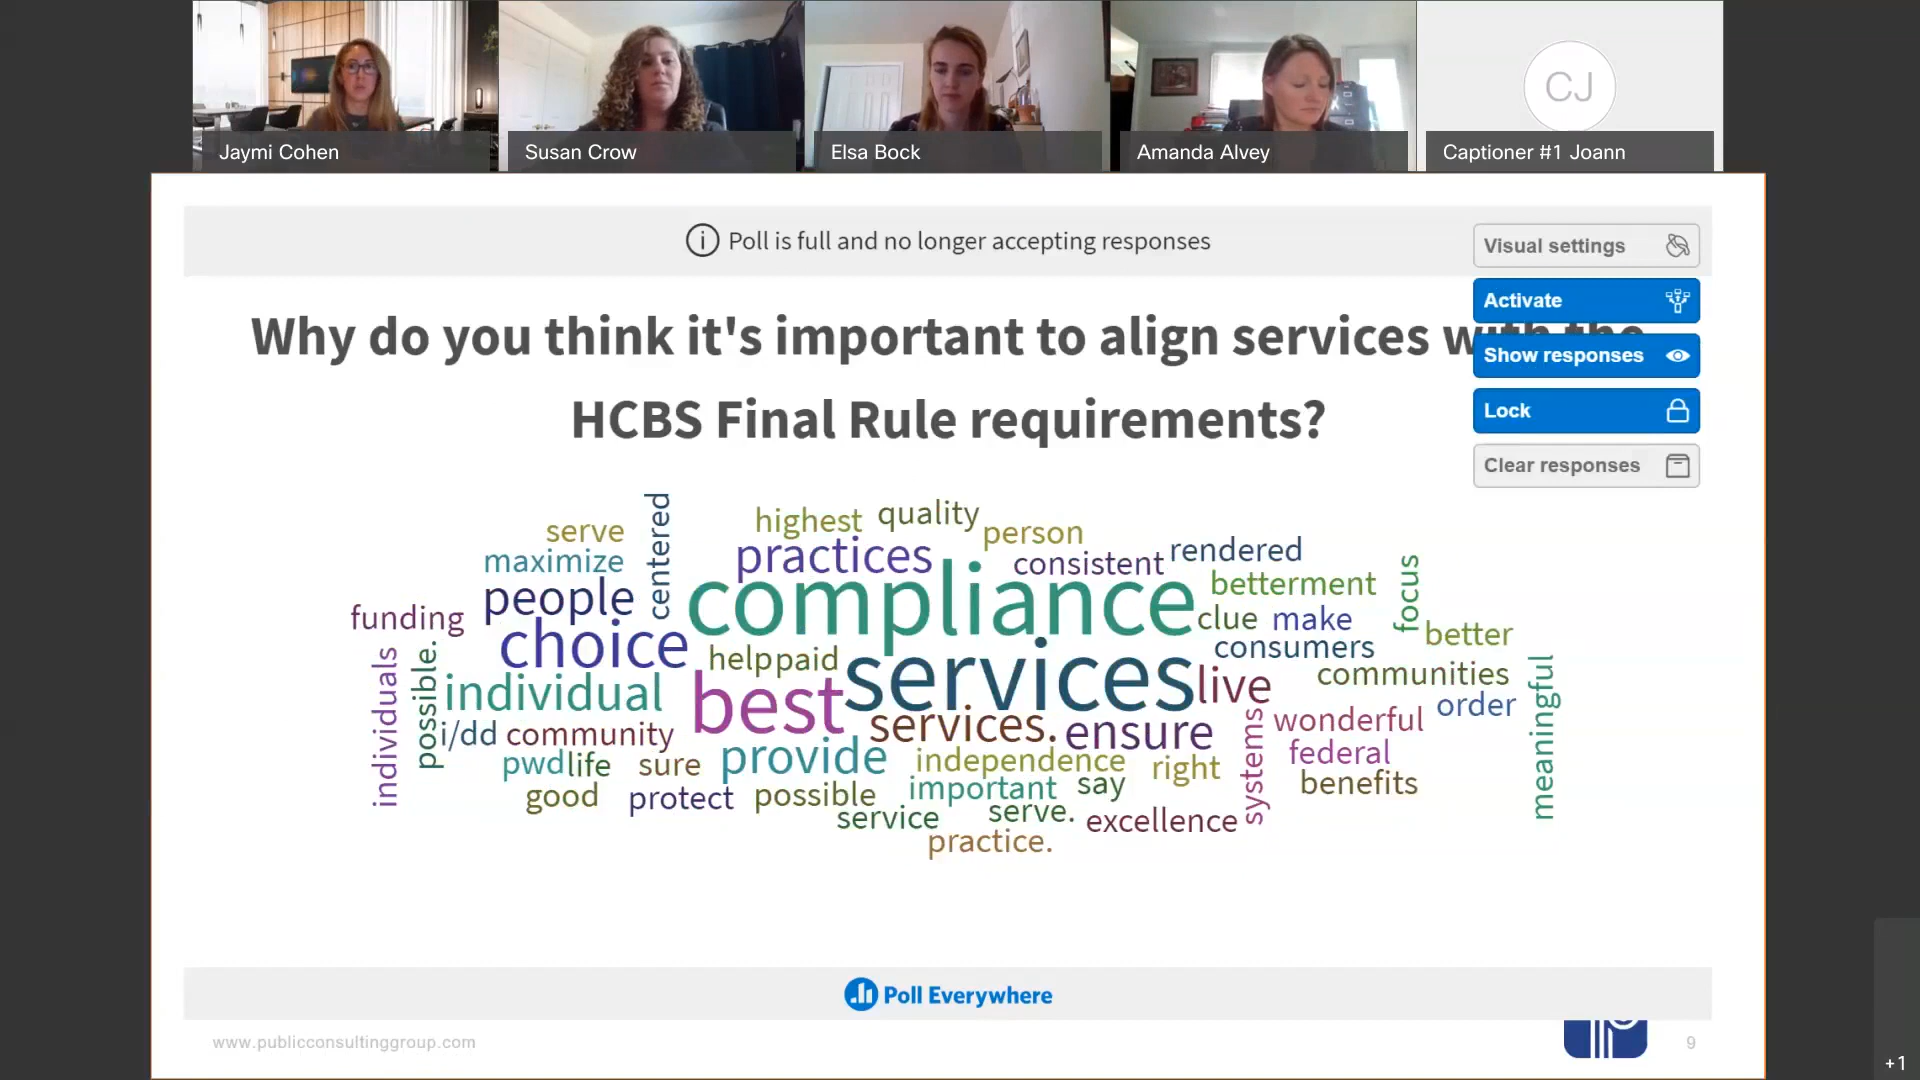 Jaymi Cohen
Susan Crow
Elsa Bock
Amanda Alvey
CJ
Captioner #1 Joann
Poll is full and no longer accepting responses
Visual settings
Activate
Show responses
Lock
Clear responses
Why do you think it's important to align services with the
HCBS Final Rule requirements?
serve
centered
highest
quality
person
maximize
practices
consistent
rendered
people
compliance
betterment
focus
funding
choice
clue
make
better
individuals
possible.
help
paid
services
consumers
communities
meaningful
individual
best
live
order
i/dd
community
services.
ensure
systems
wonderful
pwd
life
sure
provide
independence
right
federal
good
protect
possible
important
say
benefits
service
serve.
excellence
practice.
Poll Everywhere
www.publicconsultinggroup.com
9
+1